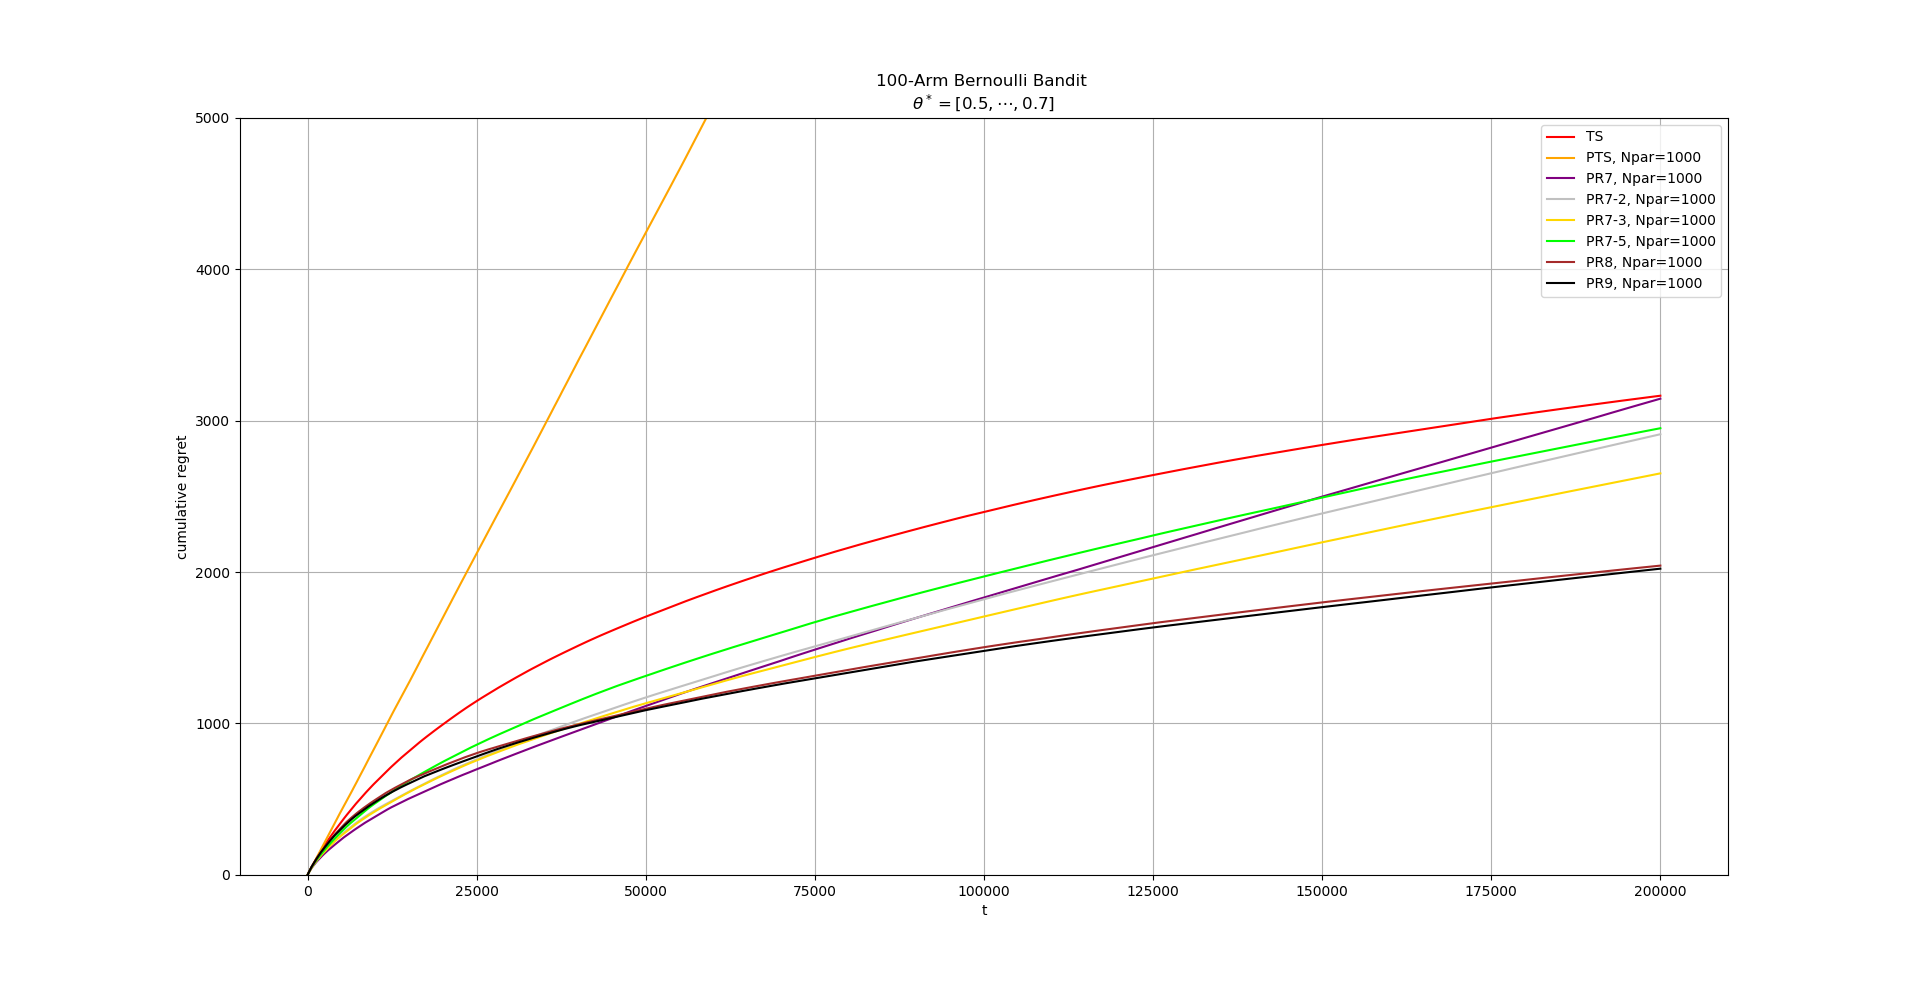 100-Arm Bernoulli Bandit
θ* = [0.5, ⋯, 0.7]
5000
4000
3000
2000
1000
0
cumulative regret
0 25000 50000 75000 100000 125000 150000 175000 200000
t
TS
PTS, Npar=1000
PR7, Npar=1000
PR7-2, Npar=1000
PR7-3, Npar=1000
PR7-5, Npar=1000
PR8, Npar=1000
PR9, Npar=1000